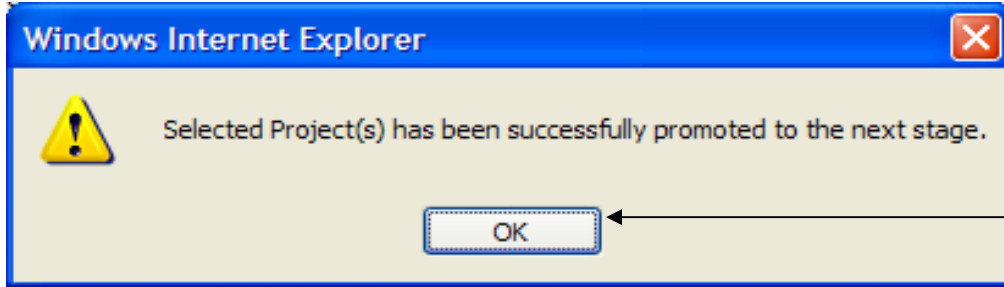 Windows Internet Explorer
Selected Project(s) has been successfully promoted to the next stage.
OK